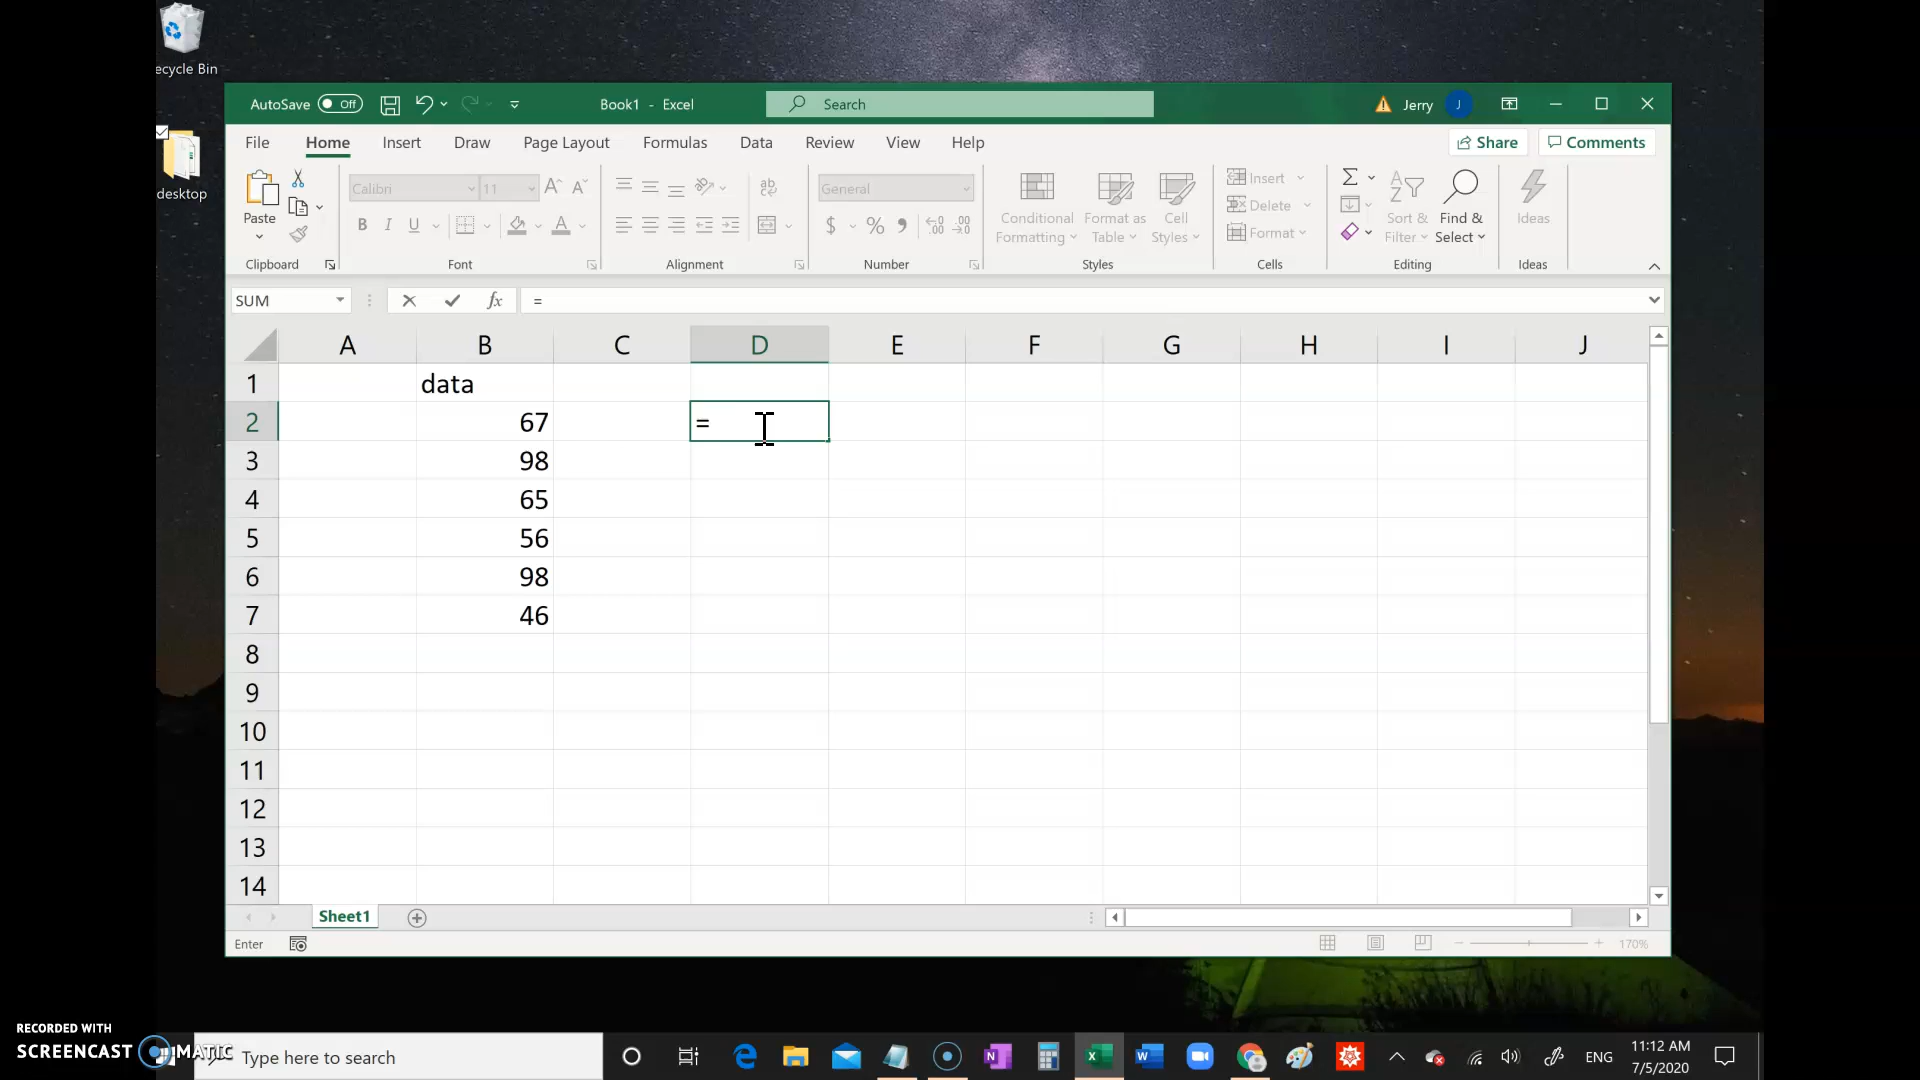 ecycle Bin
desktop
AutoSave Off
Book1 - Excel
Search
Jerry J
File Home Insert Draw Page Layout Formulas Data Review View Help
Share Comments
Paste
Clipboard
Calibri 11
B I U A
Font
ab
Alignment
General
$ % ,
Number
Conditional Formatting
Format as Table
Cell Styles
Styles
Insert
Delete
Format
Cells
Σ
Sort & Filter
Find & Select
Editing
Ideas
Ideas
SUM fx =
A B C D E F G H I J
1 data
2 67 =
3 98
4 65
5 56
6 98
7 46
8
9
10
11
12
13
14
Sheet1
Enter
170%
RECORDED WITH
SCREENCAST MATIC
Type here to search
ENG
11:12 AM
7/5/2020